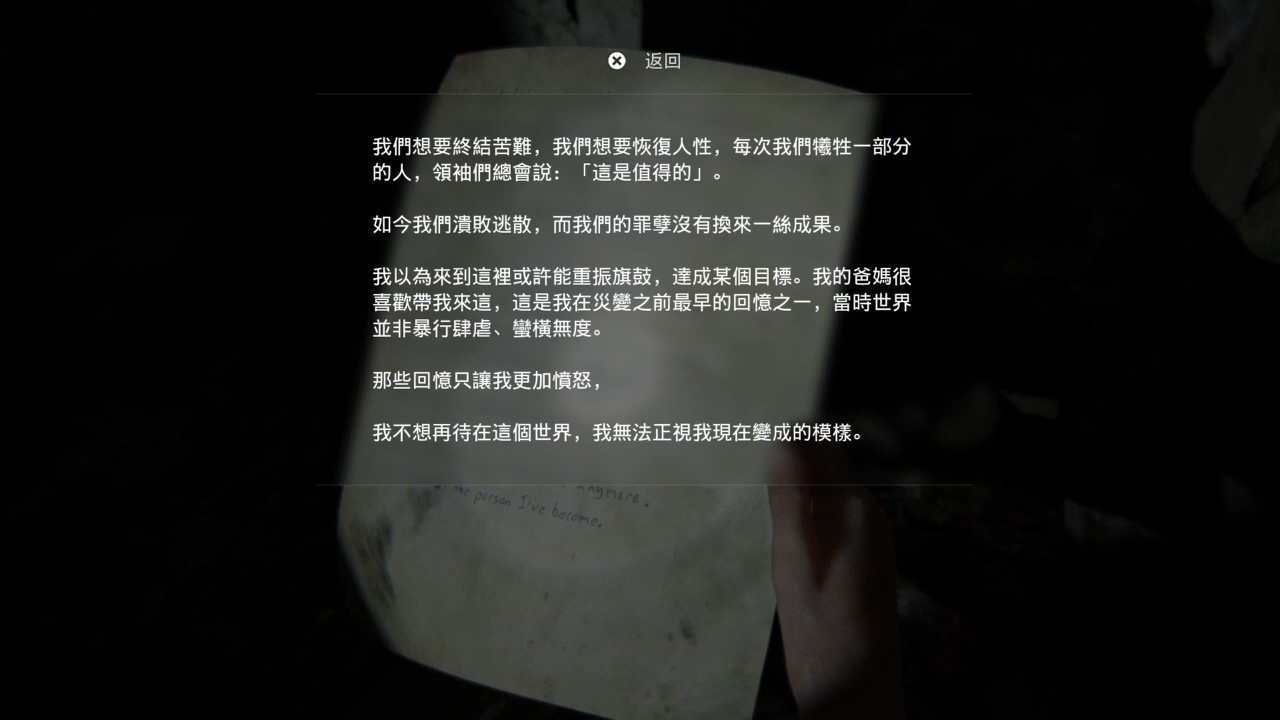 返回
我們想要終結苦難，我們想要恢復人性，每次我們犧牲一部分
的人，領袖們總會說：「這是值得的」。
如今我們潰敗逃散，而我們的罪孽沒有換來一絲成果。
我以為來到這裡或許能重振旗鼓，達成某個目標。我的爸媽很
喜歡帶我來這，這是我在災變之前最早的回憶之一，當時世界
並非暴行肆虐、蠻橫無度。
那些回憶只讓我更加憤怒，
我不想再待在這個世界，我無法正視我現在變成的模樣。
anymore.
the person I've become.